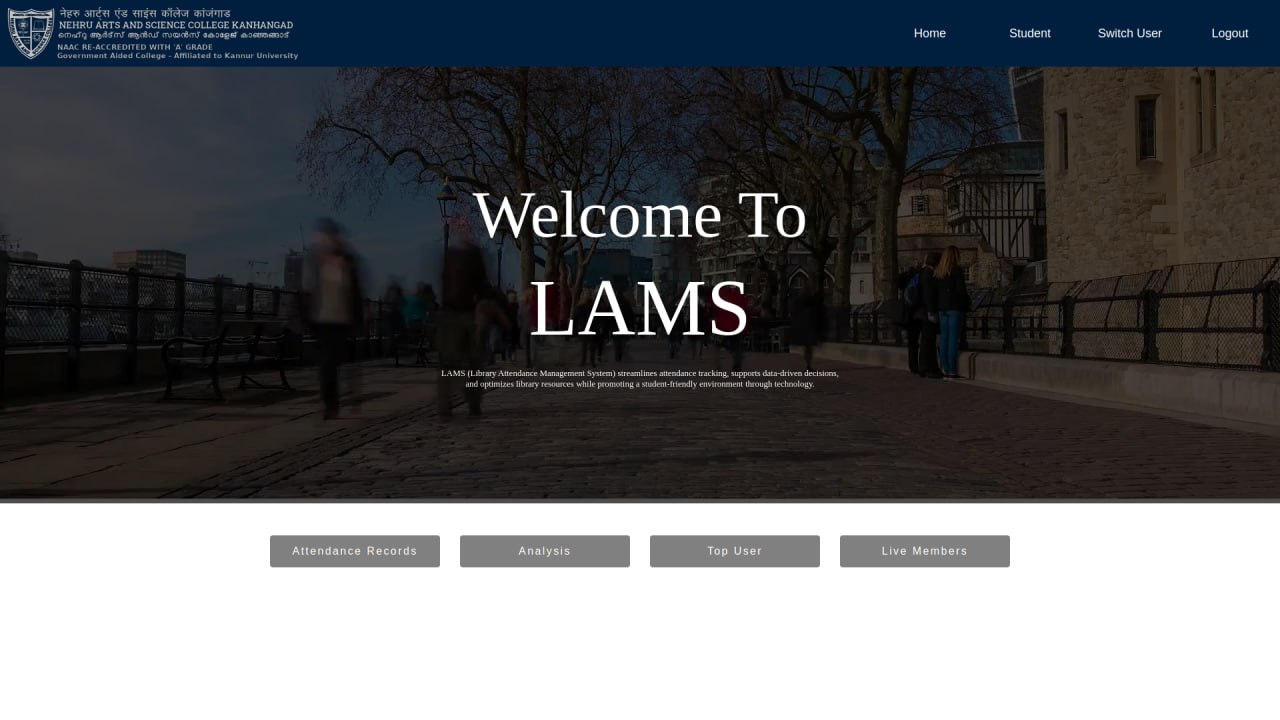 नेहरु आर्ट्स एंड साइंस कॉलेज कांजंगाड
NEHRU ARTS AND SCIENCE COLLEGE KANHANGAD
നെഹ്റു ആർട്സ് ആൻഡ് സയൻസ് കോളേജ് കാഞ്ഞങ്ങാട്
NAAC RE-ACCREDITED WITH 'A' GRADE
Government Aided College - Affiliated to Kannur University
Home
Student
Switch User
Logout
Welcome To
LAMS
LAMS (Library Attendance Management System) streamlines attendance tracking, supports data-driven decisions,
and optimizes library resources while promoting a student-friendly environment through technology.
Attendance Records
Analysis
Top User
Live Members